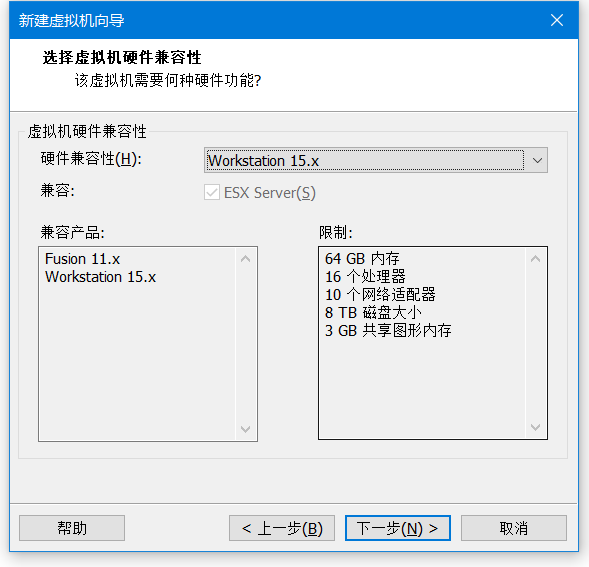 新建虚拟机向导
选择虚拟机硬件兼容性
该虚拟机需要何种硬件功能?
虚拟机硬件兼容性
硬件兼容性(H): Workstation 15.x
兼容: ESX Server(S)
兼容产品:
Fusion 11.x
Workstation 15.x
限制:
64 GB 内存
16 个处理器
10 个网络适配器
8 TB 磁盘大小
3 GB 共享图形内存
帮助 < 上一步(B) 下一步(N) > 取消